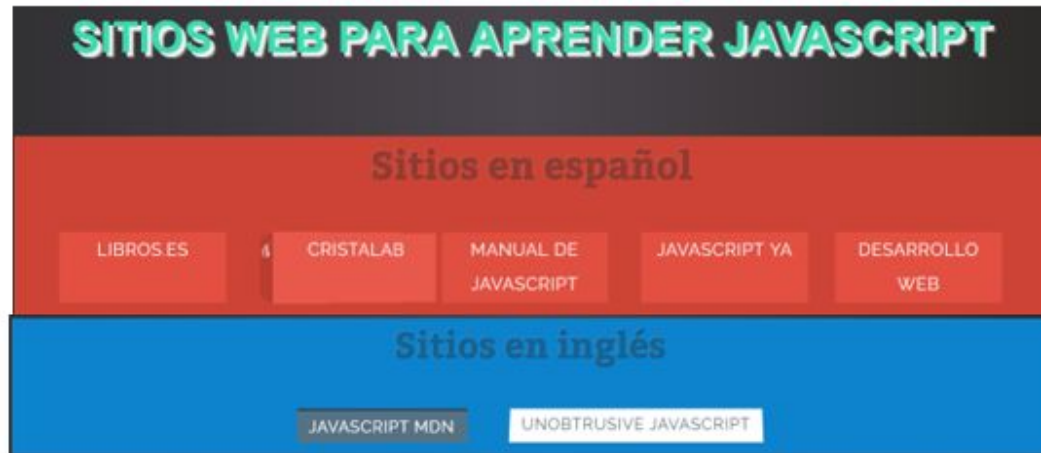 SITIOS WEB PARA APRENDER JAVASCRIPT
Sitios en español
LIBROS.ES
CRISTALAB
MANUAL DE
JAVASCRIPT
JAVASCRIPT YA
DESARROLLO
WEB
Sitios en inglés
JAVASCRIPT MDN
UNOBTRUSIVE JAVASCRIPT